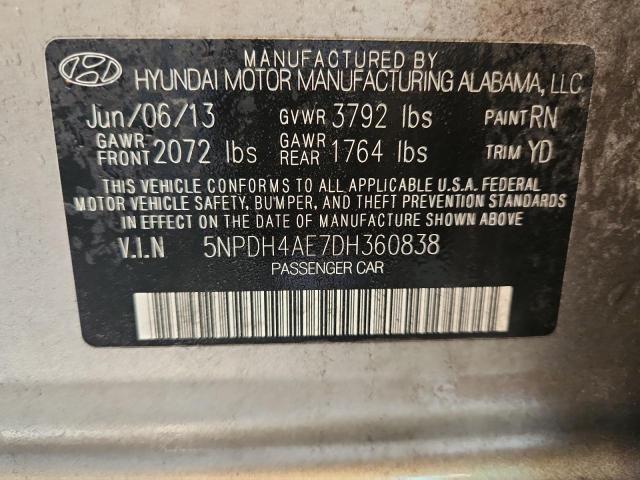 MANUFACTURED BY
HYUNDAI MOTOR MANUFACTURING ALABAMA, LLC
Jun/06/13 GVWR 3792 lbs PAINT RN
GAWR FRONT 2072 lbs GAWR REAR 1764 lbs TRIM YD
THIS VEHICLE CONFORMS TO ALL APPLICABLE U.S.A. FEDERAL
MOTOR VEHICLE SAFETY, BUMPER, AND THEFT PREVENTION STANDARDS
IN EFFECT ON THE DATE OF MANUFACTURE SHOWN ABOVE
V.I.N 5NPDH4AE7DH360838
PASSENGER CAR